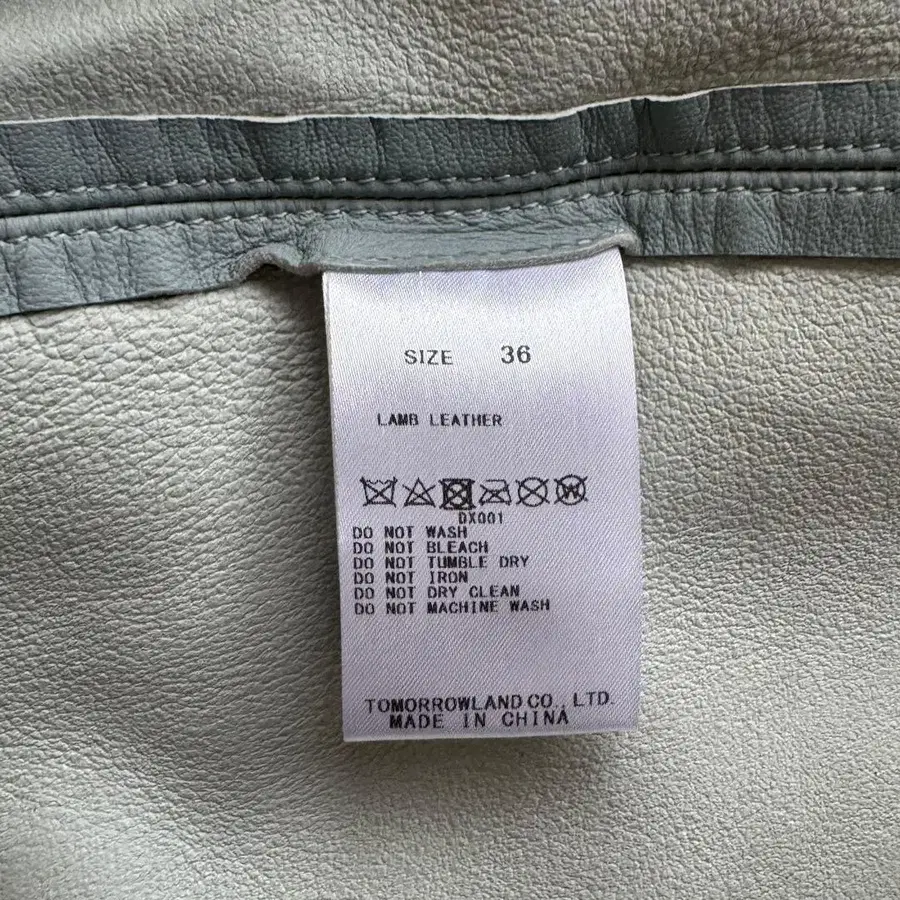 SIZE 36
LAMB LEATHER
W
DX001
DO NOT WASH
DO NOT BLEACH
DO NOT TUMBLE DRY
DO NOT IRON
DO NOT DRY CLEAN
DO NOT MACHINE WASH
TOMORROWLAND CO., LTD.
MADE IN CHINA